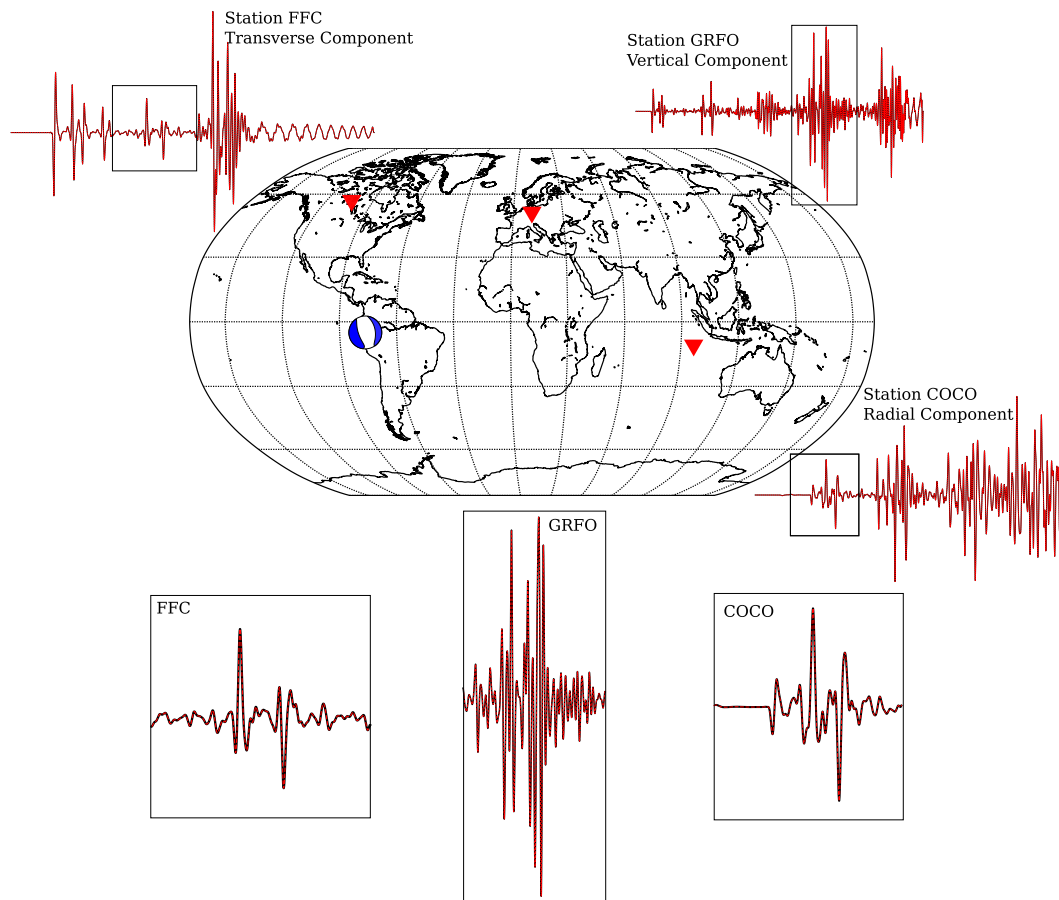 Station FFC
Transverse Component
Station GRFO
Vertical Component
Station COCO
Radial Component
GRFO
FFC
COCO